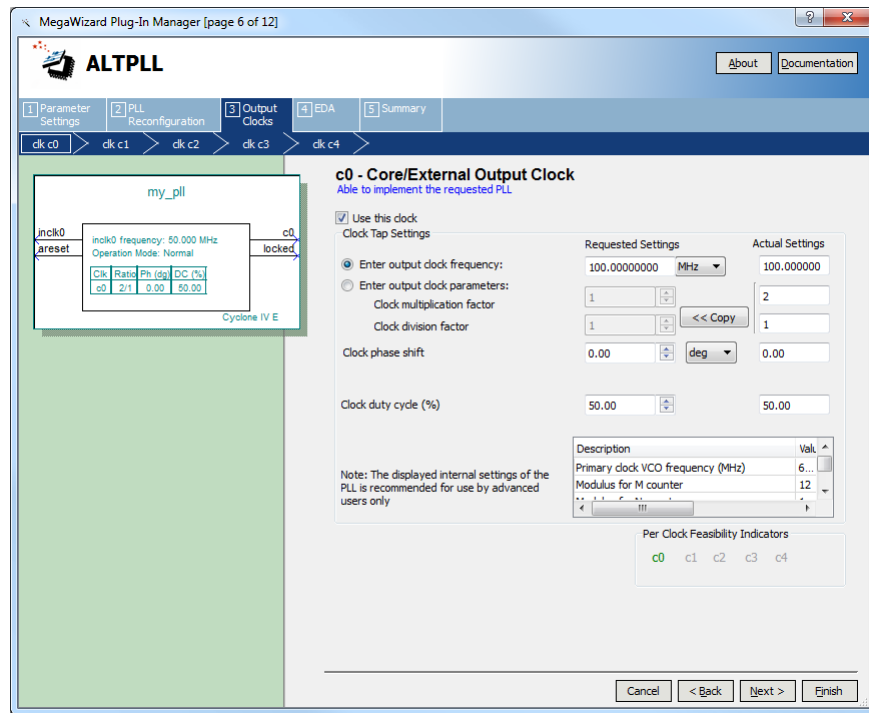 MegaWizard Plug-In Manager [page 6 of 12]
ALTPLL
About
Documentation
1 Parameter Settings
2 PLL Reconfiguration
3 Output Clocks
4 EDA
5 Summary
clk c0
clk c1
clk c2
clk c3
clk c4
my_pll
inclk0
areset
inclk0 frequency: 50.000 MHz
Operation Mode: Normal
Clk Ratio Ph (dg) DC (%)
c0 2/1 0.00 50.00
c0
locked
Cyclone IV E
c0 - Core/External Output Clock
Able to implement the requested PLL
Use this clock
Clock Tap Settings
Requested Settings
Actual Settings
Enter output clock frequency:
100.00000000
MHz
100.000000
Enter output clock parameters:
Clock multiplication factor
1
2
Clock division factor
1
<< Copy
1
Clock phase shift
0.00
deg
0.00
Clock duty cycle (%)
50.00
50.00
Note: The displayed internal settings of the
PLL is recommended for use by advanced
users only
Description
Primary clock VCO frequency (MHz) 6...
Modulus for M counter 12
Per Clock Feasibility Indicators
c0 c1 c2 c3 c4
Cancel
< Back
Next >
Finish